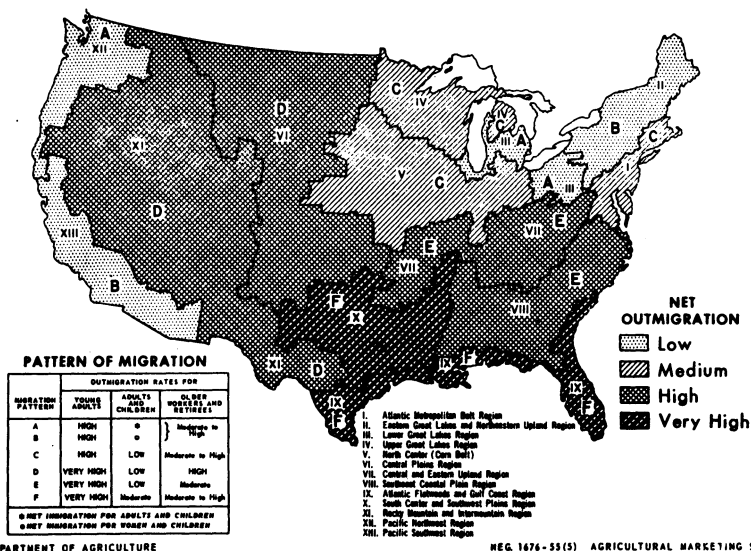 A
XII
D
VI
XI
D
XIII
B
C
IV
IV
C
III
A
V
C
II
B
C
I
A
III
VII
E
E
VII
E
VIII
F
X
XI
D
IX
F
IX
F
IX
F
NET
OUTMIGRATION
Low
Medium
High
Very High
PATTERN OF MIGRATION
MIGRATION PATTERN
OUTMIGRATION RATES FOR
YOUNG ADULTS
ADULTS AND CHILDREN
OLDER WORKERS AND RETIREES
A HIGH Moderate to High
B HIGH
C HIGH LOW Moderate to High
D VERY HIGH LOW HIGH
E VERY HIGH LOW Moderate
F VERY HIGH Moderate Moderate to High
NET IMMIGRATION FOR ADULTS AND CHILDREN
NET IMMIGRATION FOR WOMEN AND CHILDREN
I. Atlantic Metropolitan Belt Region
II. Eastern Great Lakes and Northeastern Upland Region
III. Lower Great Lakes Region
IV. Upper Great Lakes Region
V. North Center (Corn Belt)
VI. Central Plains Region
VII. Central and Eastern Upland Region
VIII. Southeast Coastal Plain Region
IX. Atlantic Flatwoods and Gulf Coast Region
X. South Center and Southwest Plains Region
XI. Rocky Mountain and Intermountain Region
XII. Pacific Northwest Region
XIII. Pacific Southwest Region
PARTMENT OF AGRICULTURE
NEG. 1676-55(5) AGRICULTURAL MARKETING S